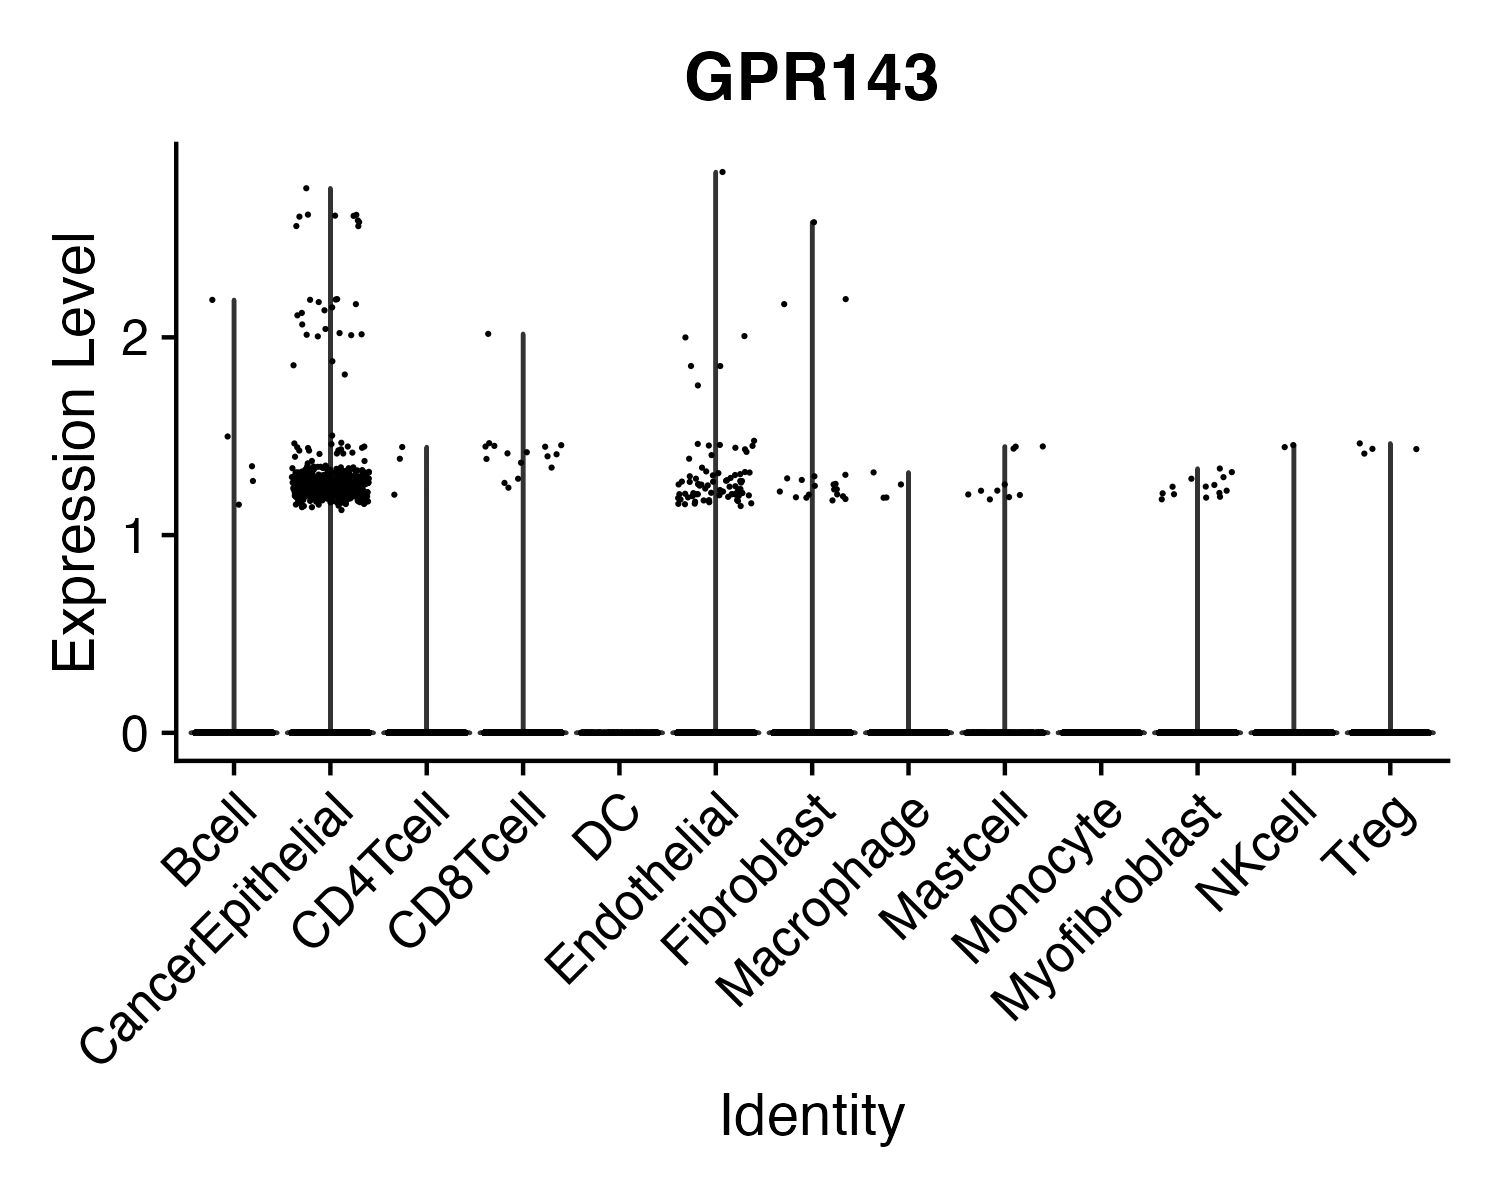 GPR143
Expression Level
2
1
0
Bcell
CancerEpithelial
CD4Tcell
CD8Tcell
DC
Endothelial
Fibroblast
Macrophage
Mastcell
Monocyte
Myofibroblast
NKcell
Treg
Identity